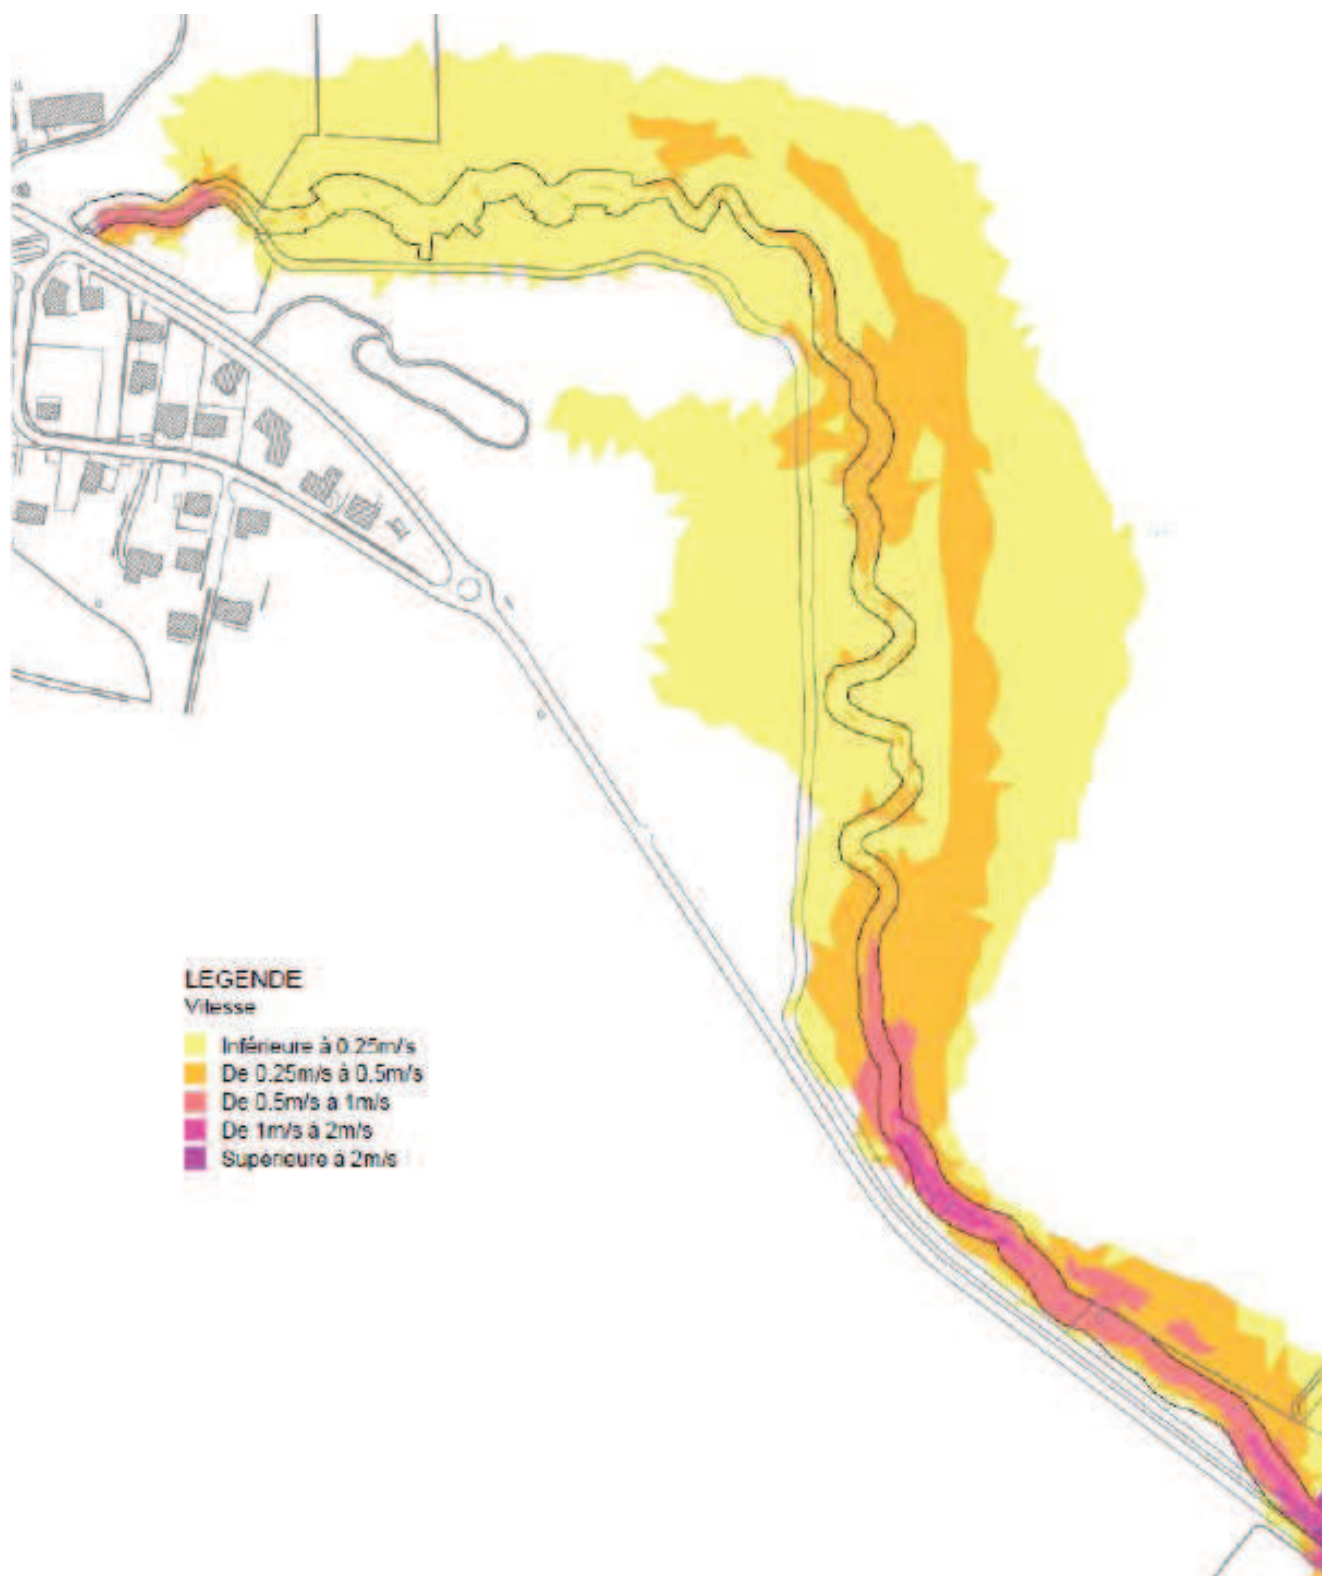 LEGENDE
Vitesse
Inférieure à 0.25m/s
De 0.25m/s à 0.5m/s
De 0.5m/s à 1m/s
De 1m/s à 2m/s
Supérieure à 2m/s